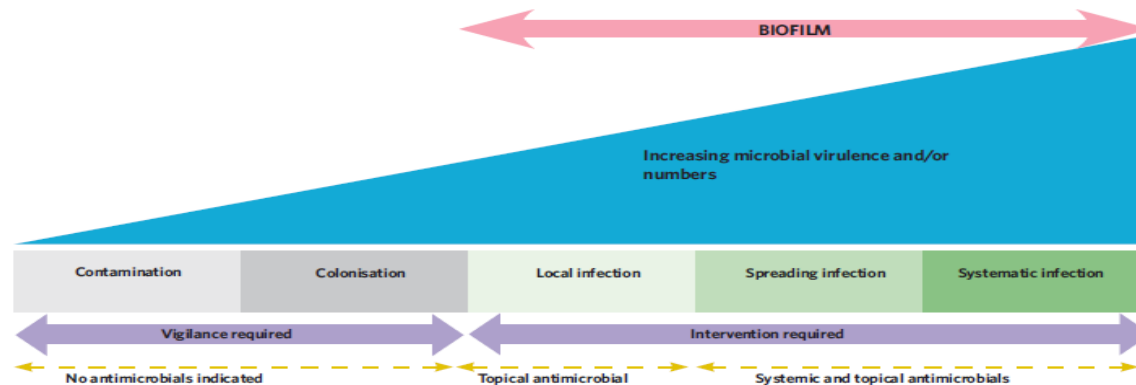 BIOFILM
Increasing microbial virulence and/or
numbers
Contamination
Colonisation
Local infection
Spreading infection
Systematic infection
Vigilance required
Intervention required
No antimicrobials indicated
Topical antimicrobial
Systemic and topical antimicrobials